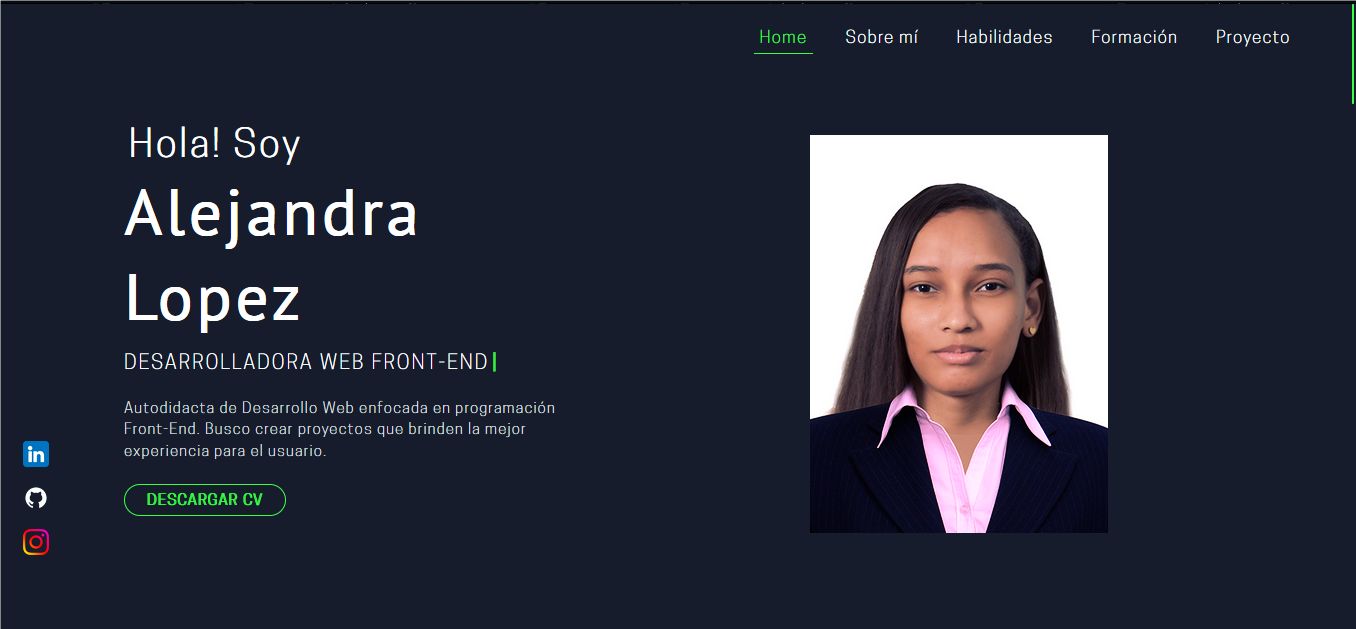 Home Sobre mí Habilidades Formación Proyecto
Hola! Soy
Alejandra
Lopez
DESARROLLADORA WEB FRONT-END
Autodidacta de Desarrollo Web enfocada en programación
Front-End. Busco crear proyectos que brinden la mejor
experiencia para el usuario.
in
DESCARGAR CV